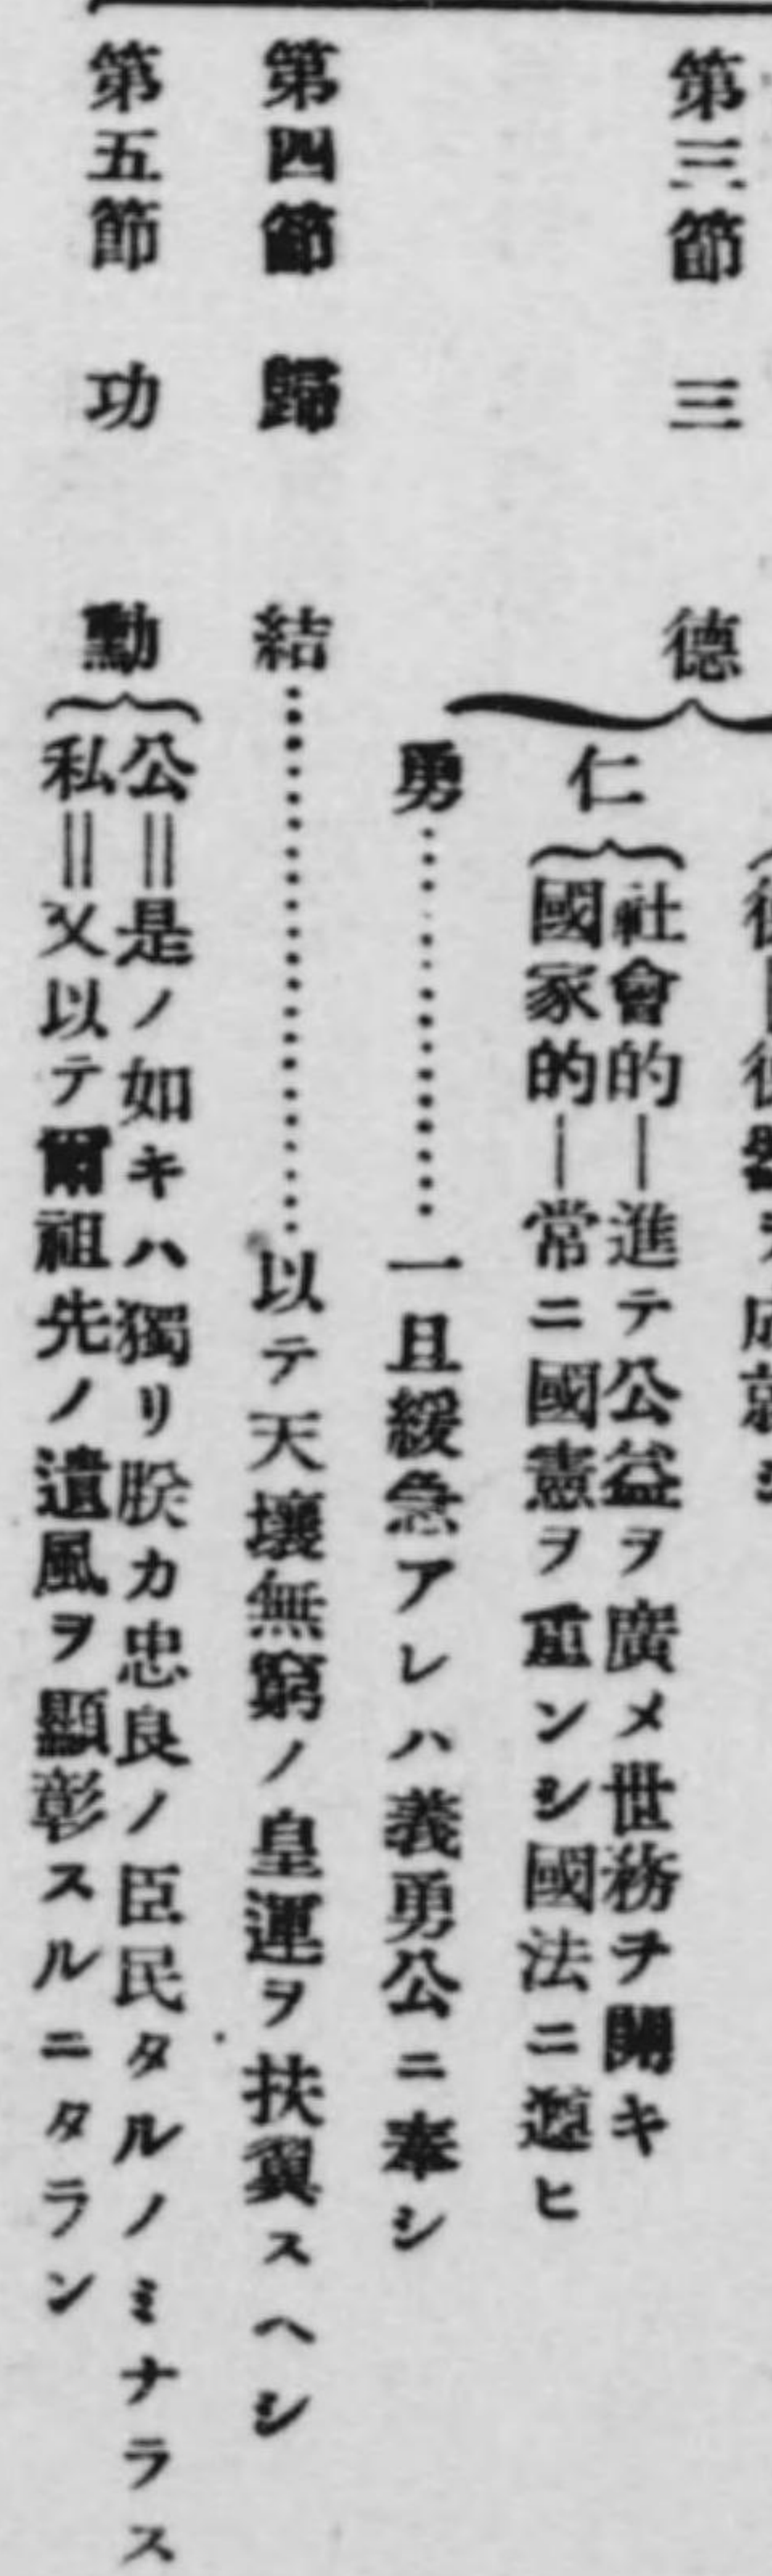 第三節 三德
器ヲ成就シ
仁
社會的―進テ公益ヲ廣メ世務チ開キ
國家的―常ニ國憲ヲ重ンシ國法ニ遵ヒ
勇…………一旦緩急アレハ義勇公ニ奉シ
第四節 歸結…………以テ天壤無窮ノ皇運ヲ扶翼スヘシ
第五節 功勳
公＝是ノ如キハ獨リ朕カ忠良ノ臣民タルノミナラス
私＝又以テ爾祖先ノ遺風ヲ顯彰スルニタラン